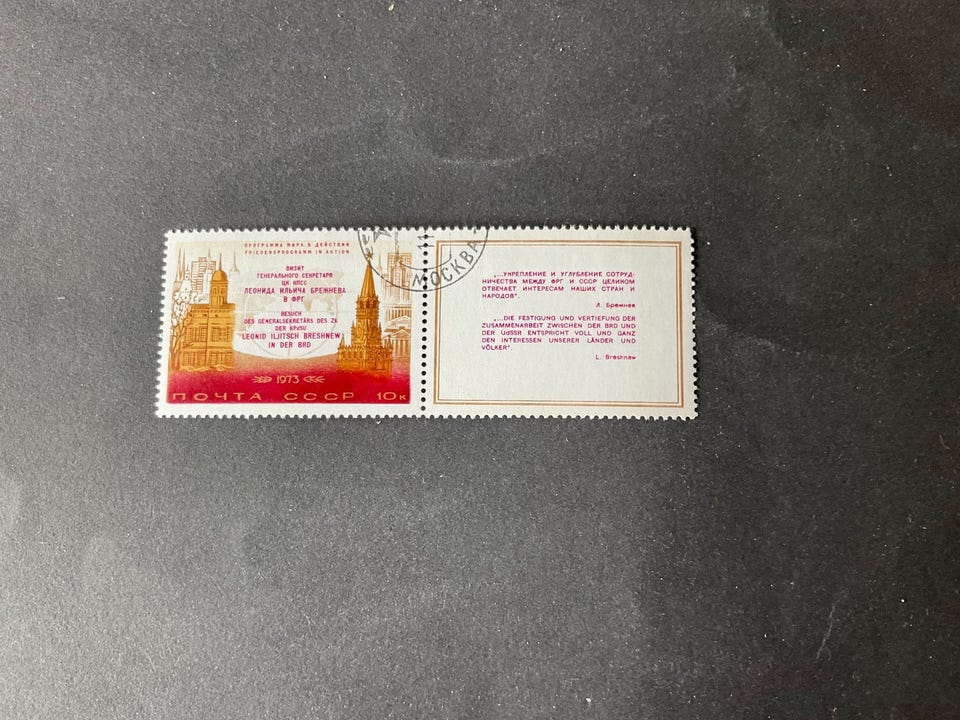 ПРОГРАММА МИРА В ДЕЙСТВИИ
FRIEDENSPROGRAMM IN AKTION
ВИЗИТ
ГЕНЕРАЛЬНОГО СЕКРЕТАРЯ
ЦК КПСС
ЛЕОНИДА ИЛЬИЧА БРЕЖНЕВА
В ФРГ
BESUCH
DES GENERALSEKRETÄRS DES ZK
DER KPdSU
LEONID ILJITSCH BRESHNEW
IN DER BRD
1973
ПОЧТА СССР 10к
МОСКВА
„...УКРЕПЛЕНИЕ И УГЛУБЛЕНИЕ СОТРУД-
НИЧЕСТВА МЕЖДУ ФРГ И СССР ЦЕЛИКОМ
ОТВЕЧАЕТ ИНТЕРЕСАМ НАШИХ СТРАН И
НАРОДОВ".
Л. Брежнев
„...DIE FESTIGUNG UND VERTIEFUNG DER
ZUSAMMENARBEIT ZWISCHEN DER BRD UND
DER UdSSR ENTSPRICHT VOLL UND GANZ
DEN INTERESSEN UNSERER LÄNDER UND
VÖLKER".
L. Breshnew